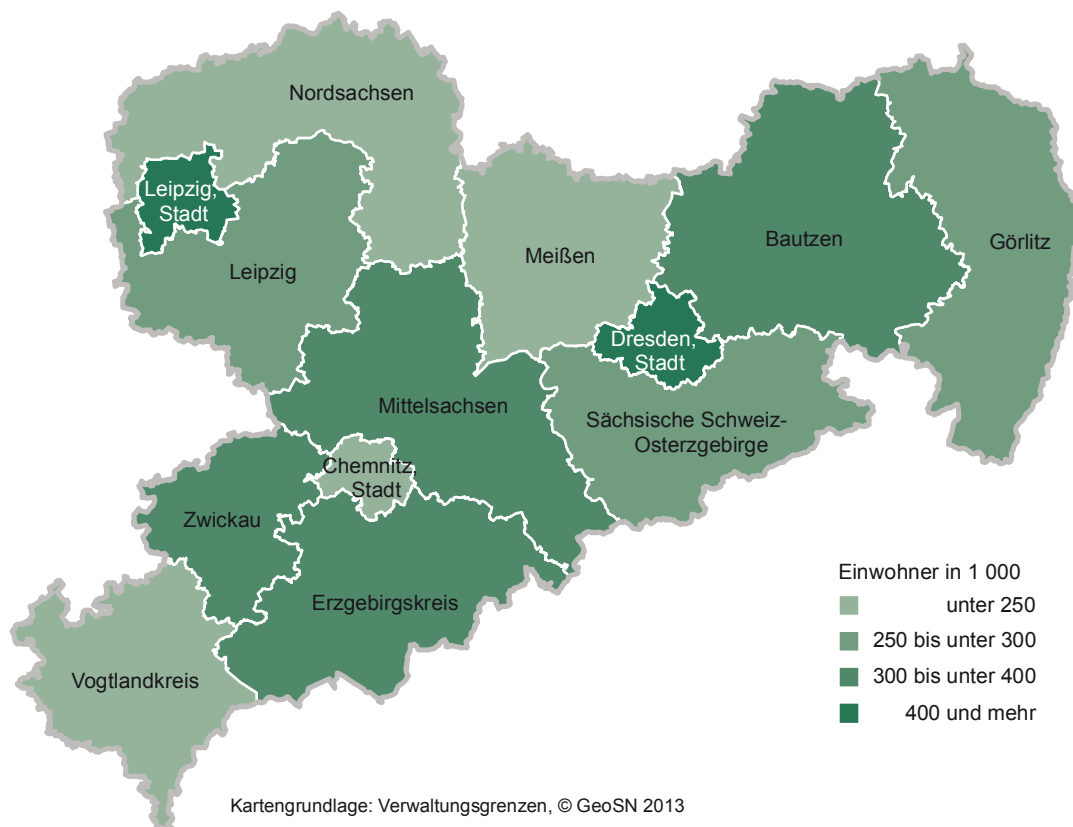 Nordsachsen
Leipzig,
Stadt
Leipzig
Meißen
Bautzen
Görlitz
Dresden,
Stadt
Mittelsachsen
Sächsische Schweiz-
Osterzgebirge
Chemnitz,
Stadt
Zwickau
Erzgebirgskreis
Vogtlandkreis
Einwohner in 1 000
unter 250
250 bis unter 300
300 bis unter 400
400 und mehr
Kartengrundlage: Verwaltungsgrenzen, © GeoSN 2013